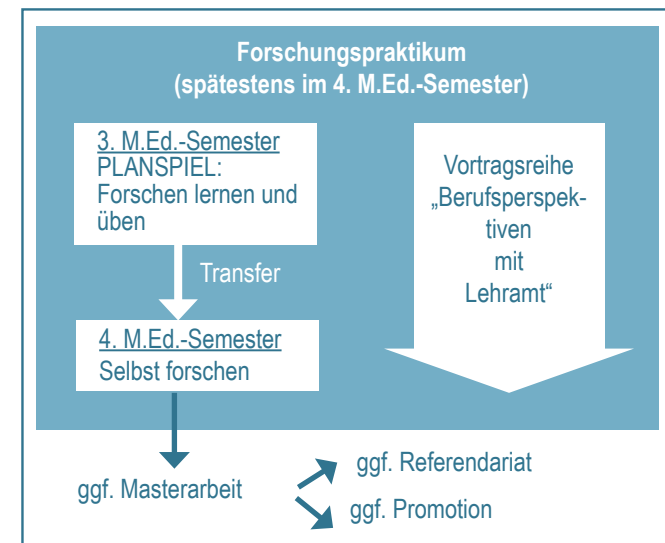 Forschungspraktikum
(spätestens im 4. M.Ed.-Semester)
3. M.Ed.-Semester
PLANSPIEL:
Forschen lernen und
üben
Transfer
4. M.Ed.-Semester
Selbst forschen
Vortragsreihe
„Berufsperspek-
tiven
mit
Lehramt“
ggf. Masterarbeit
ggf. Referendariat
ggf. Promotion